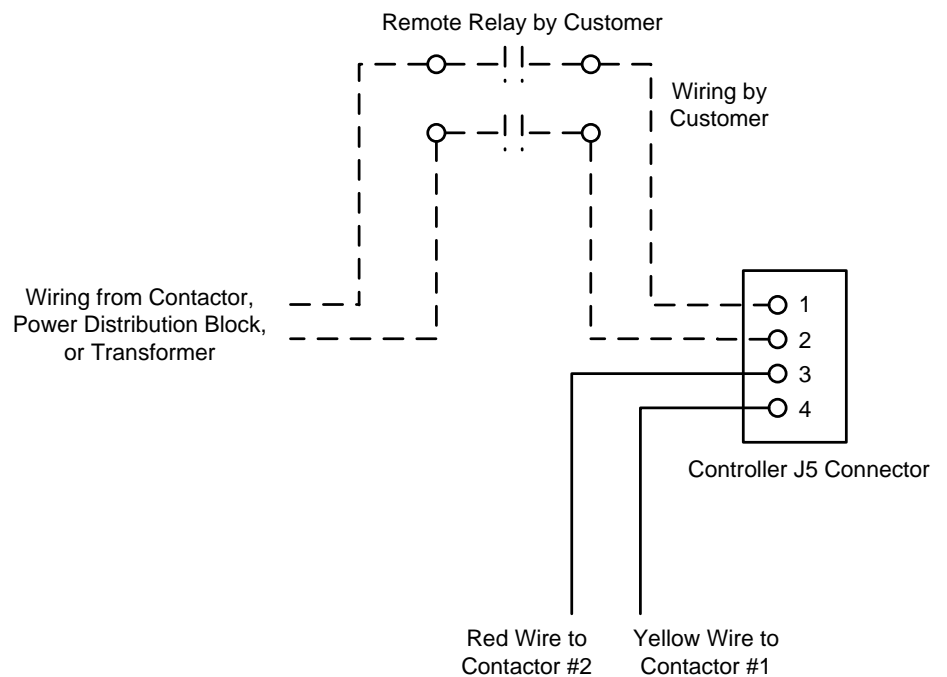 Remote Relay by Customer
Wiring by
Customer
Wiring from Contactor,
Power Distribution Block,
or Transformer
1
2
3
4
Controller J5 Connector
Red Wire to
Contactor #2
Yellow Wire to
Contactor #1